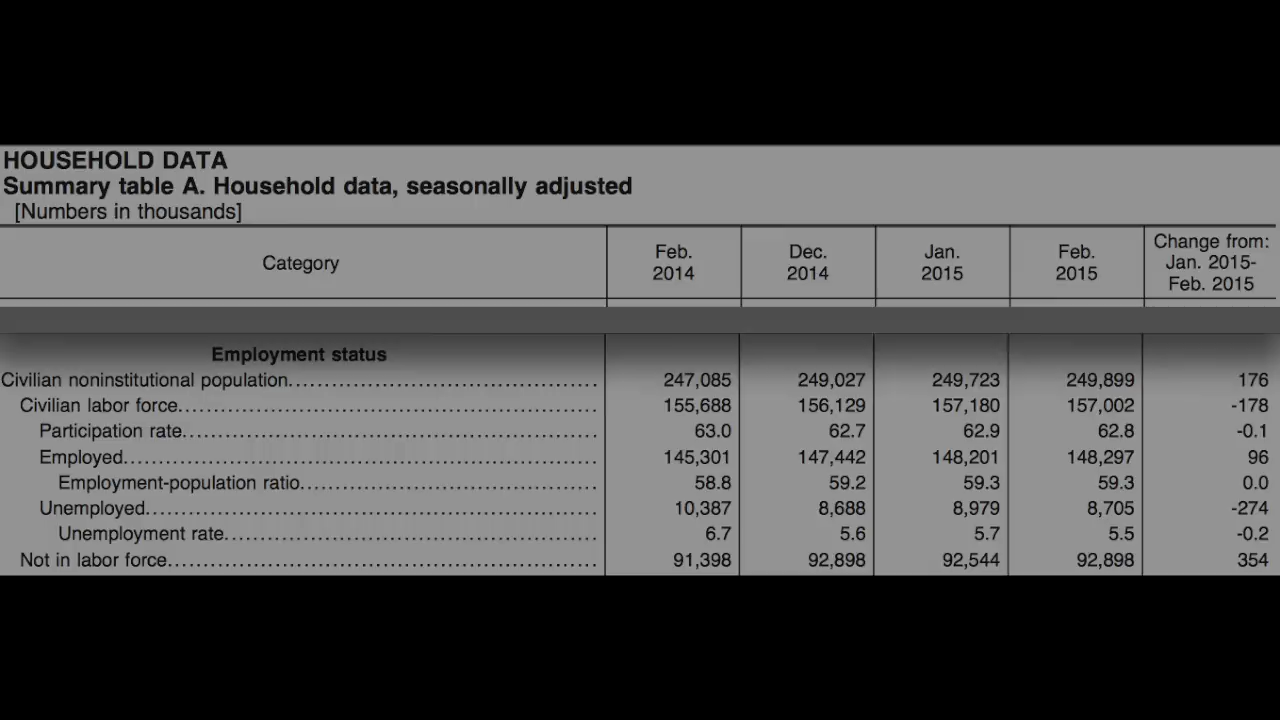 HOUSEHOLD DATA
Summary table A. Household data, seasonally adjusted
[Numbers in thousands]
Category Feb. 2014 Dec. 2014 Jan. 2015 Feb. 2015 Change from: Jan. 2015- Feb. 2015
Employment status
Civilian noninstitutional population 247,085 249,027 249,723 249,899 176
Civilian labor force 155,688 156,129 157,180 157,002 -178
Participation rate 63.0 62.7 62.9 62.8 -0.1
Employed 145,301 147,442 148,201 148,297 96
Employment-population ratio 58.8 59.2 59.3 59.3 0.0
Unemployed 10,387 8,688 8,979 8,705 -274
Unemployment rate 6.7 5.6 5.7 5.5 -0.2
Not in labor force 91,398 92,898 92,544 92,898 354